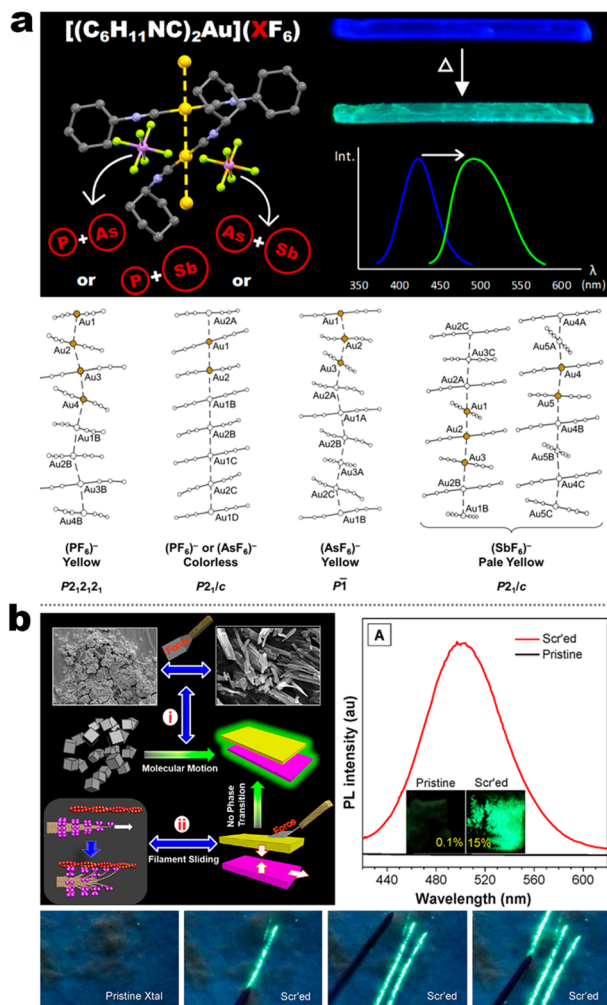 a
[(C₆H₁₁NC)₂Au](XF₆)
P + As
or
P + Sb
or
As + Sb
Δ
Int.
λ
(nm)
350 400 450 500 550 600
Au1
Au2
Au3
Au4
Au1B
Au2B
Au3B
Au4B
(PF₆)⁻
Yellow
P2₁2₁2₁
Au2A
Au1
Au2
Au1B
Au2B
Au1C
Au2C
Au1D
(PF₆)⁻ or (AsF₆)⁻
Colorless
P2₁/c
Au1
Au2
Au3
Au2A
Au1A
Au2B
Au3A
Au2C
Au1B
(AsF₆)⁻
Yellow
P1̅
Au2C
Au3C
Au2A
Au1
Au2
Au3
Au2B
Au1B
Au4A
Au5A
Au4
Au5
Au4B
Au5B
Au4C
Au5C
(SbF₆)⁻
Pale Yellow
P2₁/c
b
Force
i
Molecular Motion
No Phase
Transition
Force
ii
Filament Sliding
A
Scr'ed
Pristine
PL intensity (au)
Pristine
Scr'ed
0.1%
15%
440 480 520 560 600
Wavelength (nm)
Pristine Xtal
Scr'ed
Scr'ed
Scr'ed